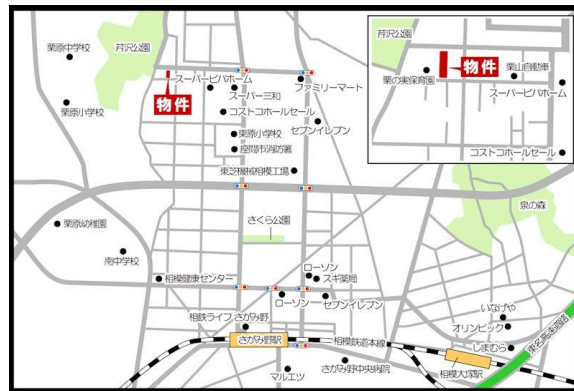 栗原中学校
芹沢公園
スーパービバホーム
ファミリーマート
物件
スーパー三和
コストコホールセール
栗原小学校
セブンイレブン
東原小学校
座間市消防署
東芝機械相模工場
芹沢公園
物件
栗の実保育園
栗山自動車
スーパービバホーム
コストコホールセール
泉の森
さくら公園
栗原幼稚園
南中学校
相模健康センター
ローソン
スギ薬局
ローソン
セブンイレブン
相鉄ライフ さがみ野
さがみ野駅
相模鉄道本線
マルエツ
さがみ野中央病院
いなげや
オリンピック
しまむら
相模大塚駅
東名高速道路